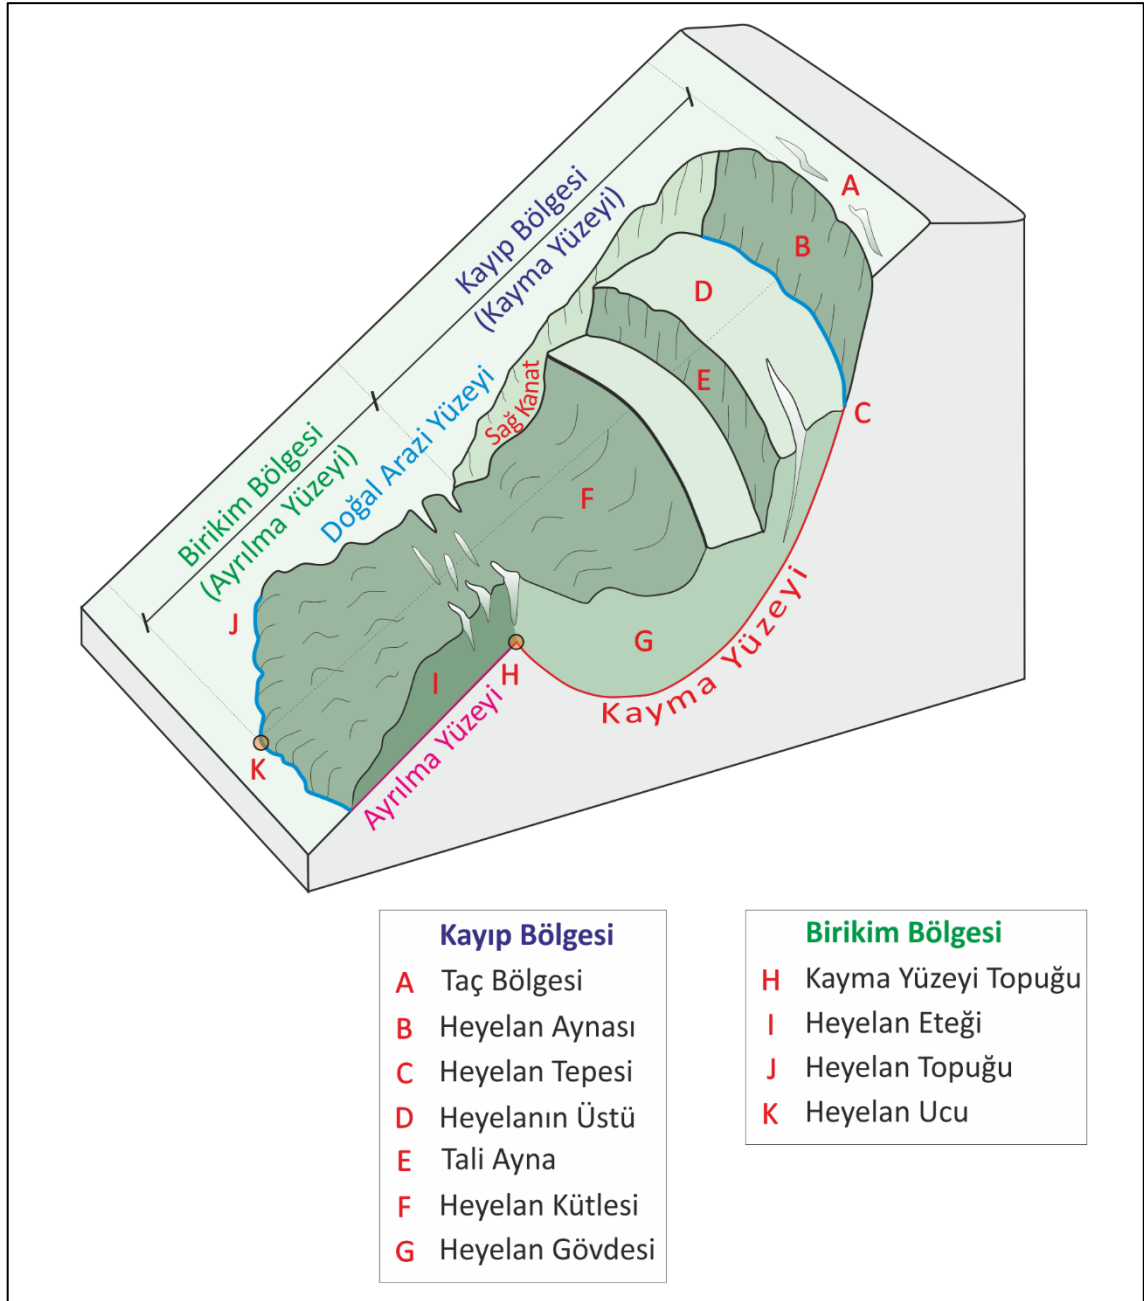 Kayıp Bölgesi
(Kayma Yüzeyi)
A
B
D
E
C
Sağ Kanat
Doğal Arazi Yüzeyi
Birikim Bölgesi
(Ayrılma Yüzeyi)
F
J
G
H
I
K
Kayma Yüzeyi
Ayrılma Yüzeyi
Kayıp Bölgesi
A Taç Bölgesi
B Heyelan Aynası
C Heyelan Tepesi
D Heyelanın Üstü
E Tali Ayna
F Heyelan Kütlesi
G Heyelan Gövdesi
Birikim Bölgesi
H Kayma Yüzeyi Topuğu
I Heyelan Eteği
J Heyelan Topuğu
K Heyelan Ucu